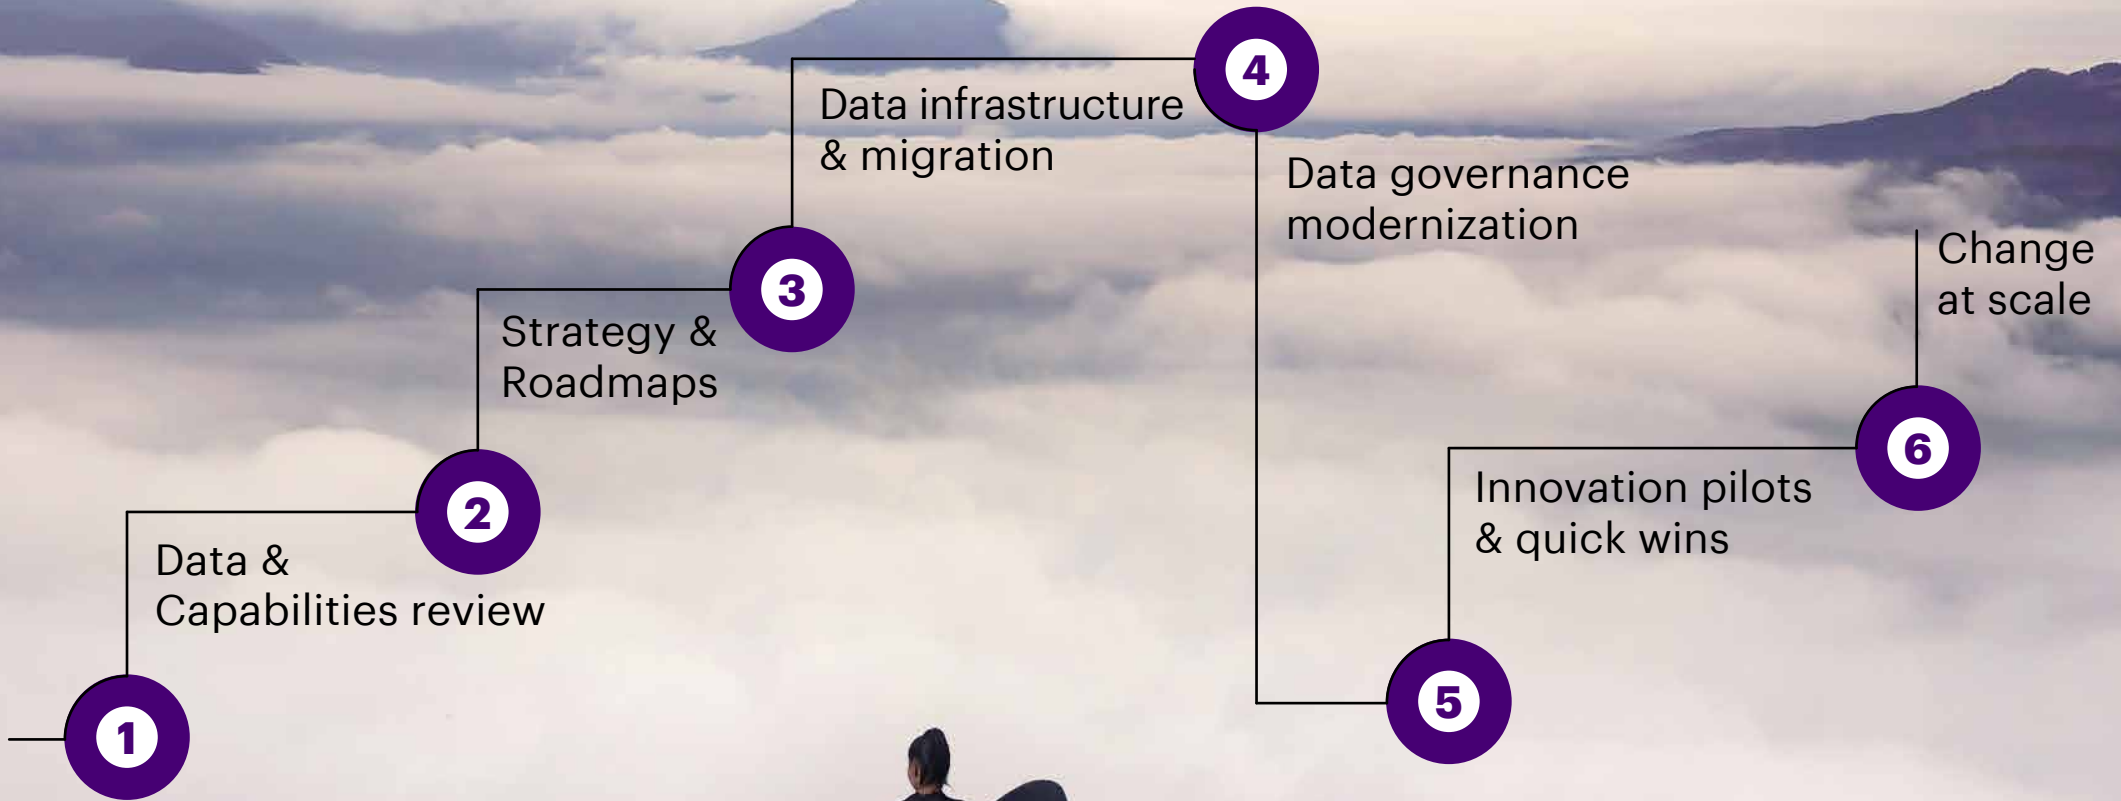 1
Data &
Capabilities review
2
Strategy &
Roadmaps
3
Data infrastructure
& migration
4
Data governance
modernization
5
Innovation pilots
& quick wins
6
Change
at scale